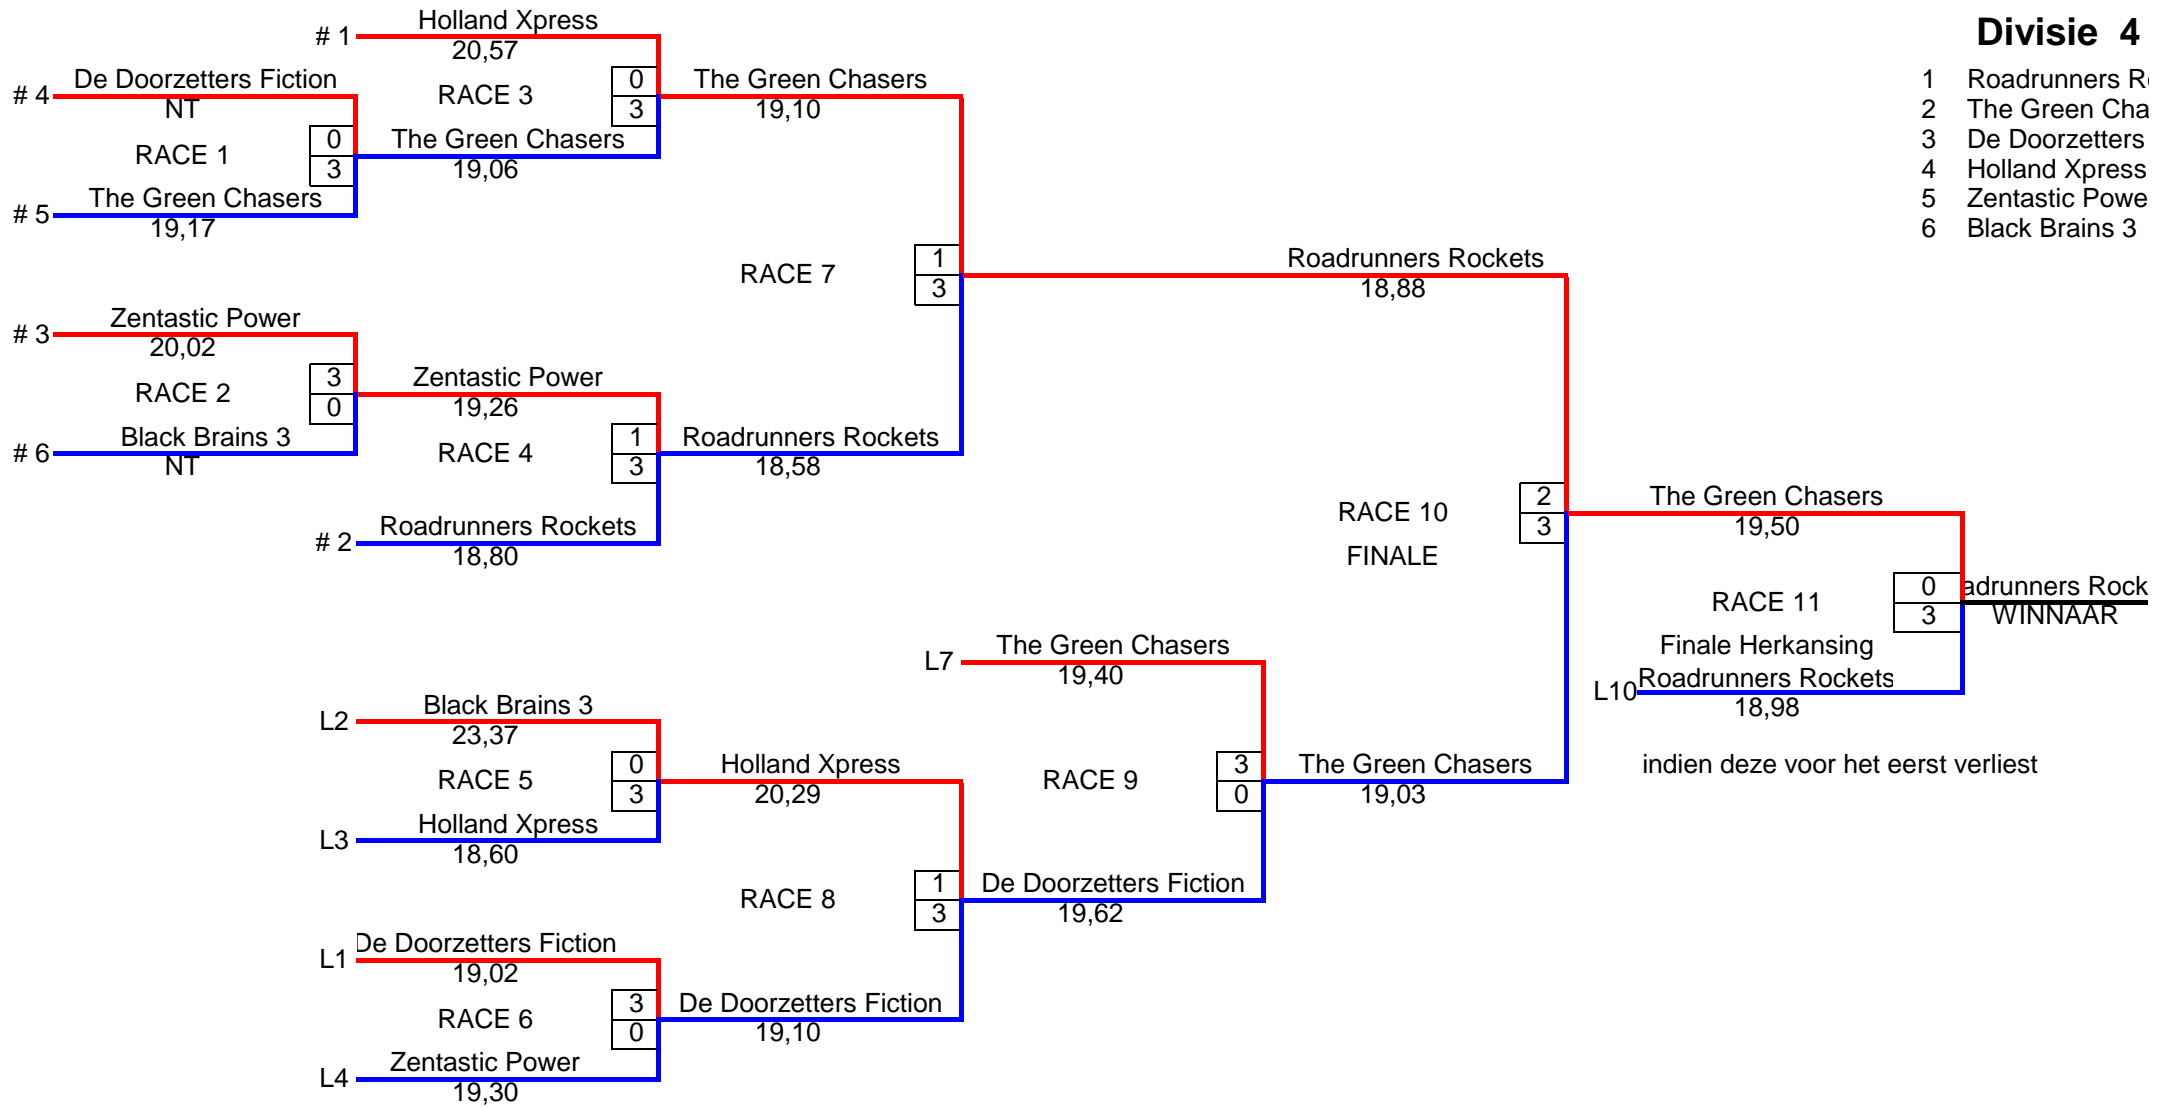 Divisie 4
1 Roadrunners R
2 The Green Cha
3 De Doorzetters
4 Holland Xpress
5 Zentastic Powe
6 Black Brains 3
# 1 Holland Xpress
20,57
RACE 3
0
3
The Green Chasers
19,06
# 4 De Doorzetters Fiction
NT
RACE 1
0
3
# 5 The Green Chasers
19,17
# 3 Zentastic Power
20,02
RACE 2
3
0
# 6 Black Brains 3
NT
Zentastic Power
19,26
RACE 4
1
3
# 2 Roadrunners Rockets
18,80
The Green Chasers
19,10
RACE 7
1
3
Roadrunners Rockets
18,58
Roadrunners Rockets
18,88
RACE 10
FINALE
2
3
The Green Chasers
19,50
RACE 11
0
3
Finale Herkansing
L10 Roadrunners Rockets
18,98
adrunners Rock
WINNAAR
indien deze voor het eerst verliest
L7 The Green Chasers
19,40
RACE 9
3
0
The Green Chasers
19,03
L2 Black Brains 3
23,37
RACE 5
0
3
L3 Holland Xpress
18,60
Holland Xpress
20,29
RACE 8
1
3
De Doorzetters Fiction
19,62
L1 De Doorzetters Fiction
19,02
RACE 6
3
0
L4 Zentastic Power
19,30
De Doorzetters Fiction
19,10